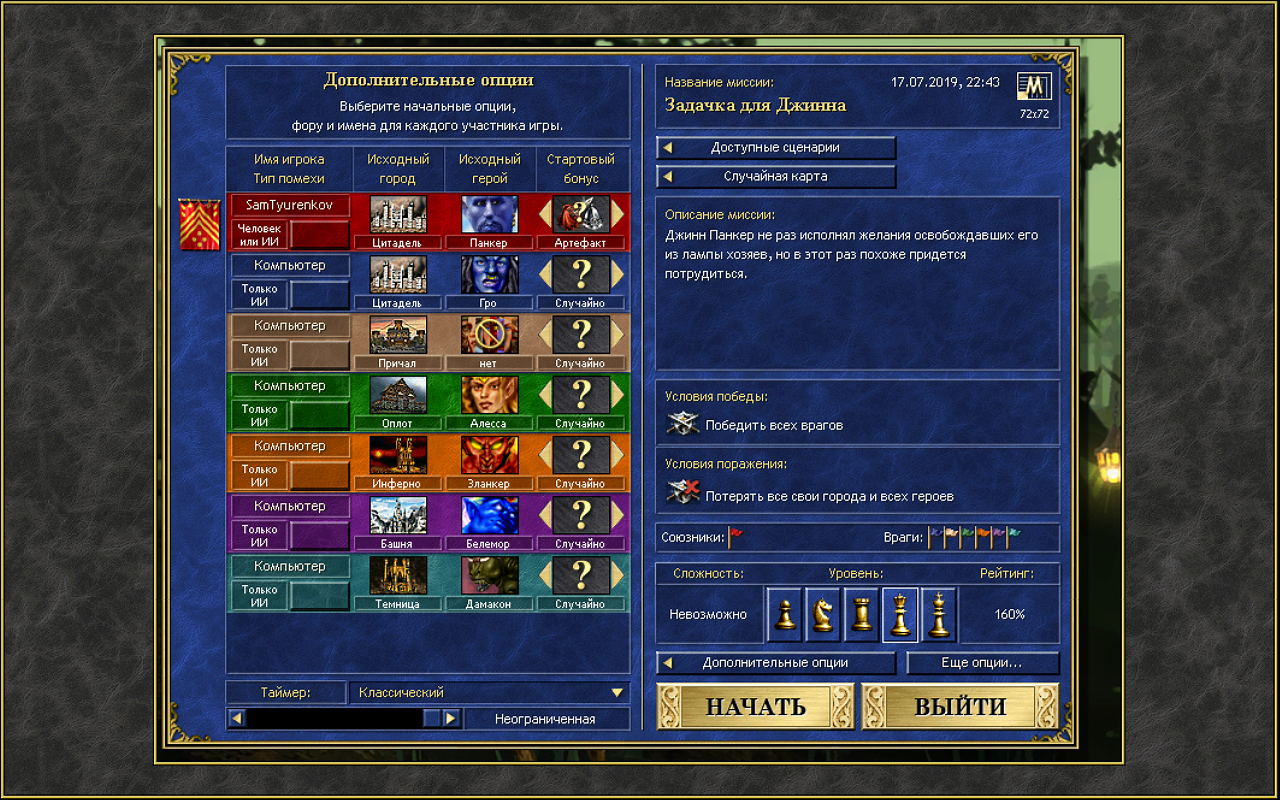 Дополнительные опции
Выберите начальные опции,
фору и имена для каждого участника игры.
Имя игрока
Тип помехи
Исходный
город
Исходный
герой
Стартовый
бонус
SamTyurenkov
Человек
или ИИ
Цитадель
Панкер
Артефакт
Компьютер
Только
ИИ
Цитадель
Гро
Случайно
Компьютер
Только
ИИ
Причал
нет
Случайно
Компьютер
Только
ИИ
Оплот
Алесса
Случайно
Компьютер
Только
ИИ
Инферно
Зланкер
Случайно
Компьютер
Только
ИИ
Башня
Белемор
Случайно
Компьютер
Только
ИИ
Темница
Дамакон
Случайно
Таймер:
Классический
Неограниченная
Название миссии:
17.07.2019, 22:43
Задачка для Джинна
M
72x72
Доступные сценарии
Случайная карта
Описание миссии:
Джинн Панкер не раз исполнял желания освобождавших его
из лампы хозяев, но в этот раз похоже придется
потрудиться.
Условия победы:
Победить всех врагов
Условия поражения:
Потерять все свои города и всех героев
Союзники:
Враги:
Сложность:
Уровень:
Рейтинг:
Невозможно
160%
Дополнительные опции
Еще опции...
НАЧАТЬ
ВЫЙТИ